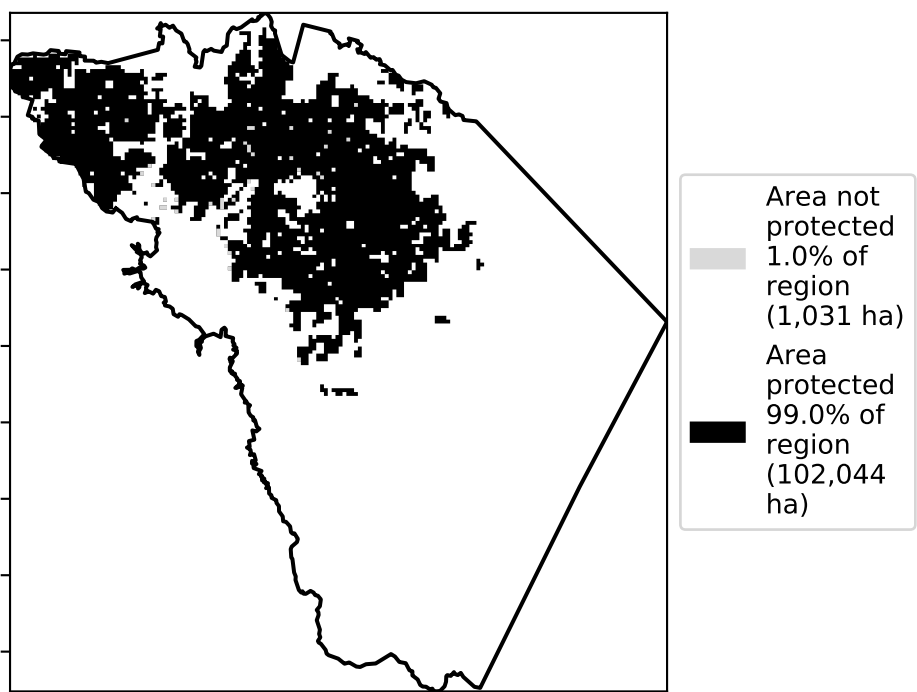 Area not
protected
1.0% of
region
(1,031 ha)
Area
protected
99.0% of
region
(102,044
ha)